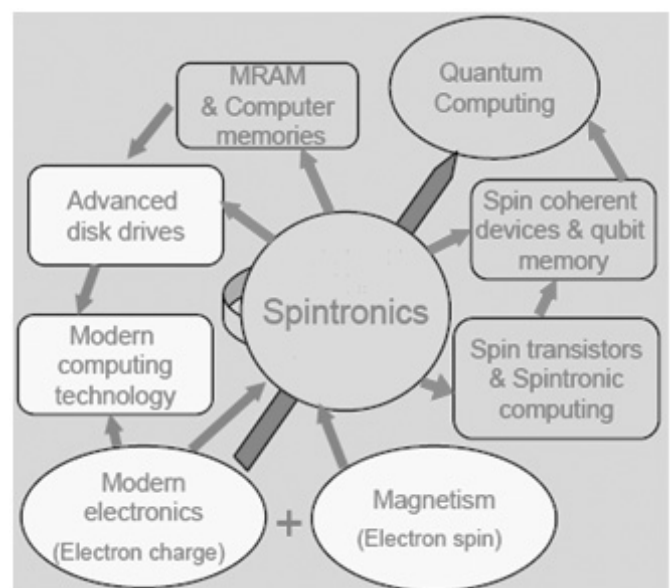 MRAM
& Computer
memories
Quantum
Computing
Advanced
disk drives
Spin coherent
devices & qubit
memory
Spintronics
Modern
computing
technology
Spin transistors
& Spintronic
computing
Modern
electronics
(Electron charge)
+
Magnetism
(Electron spin)